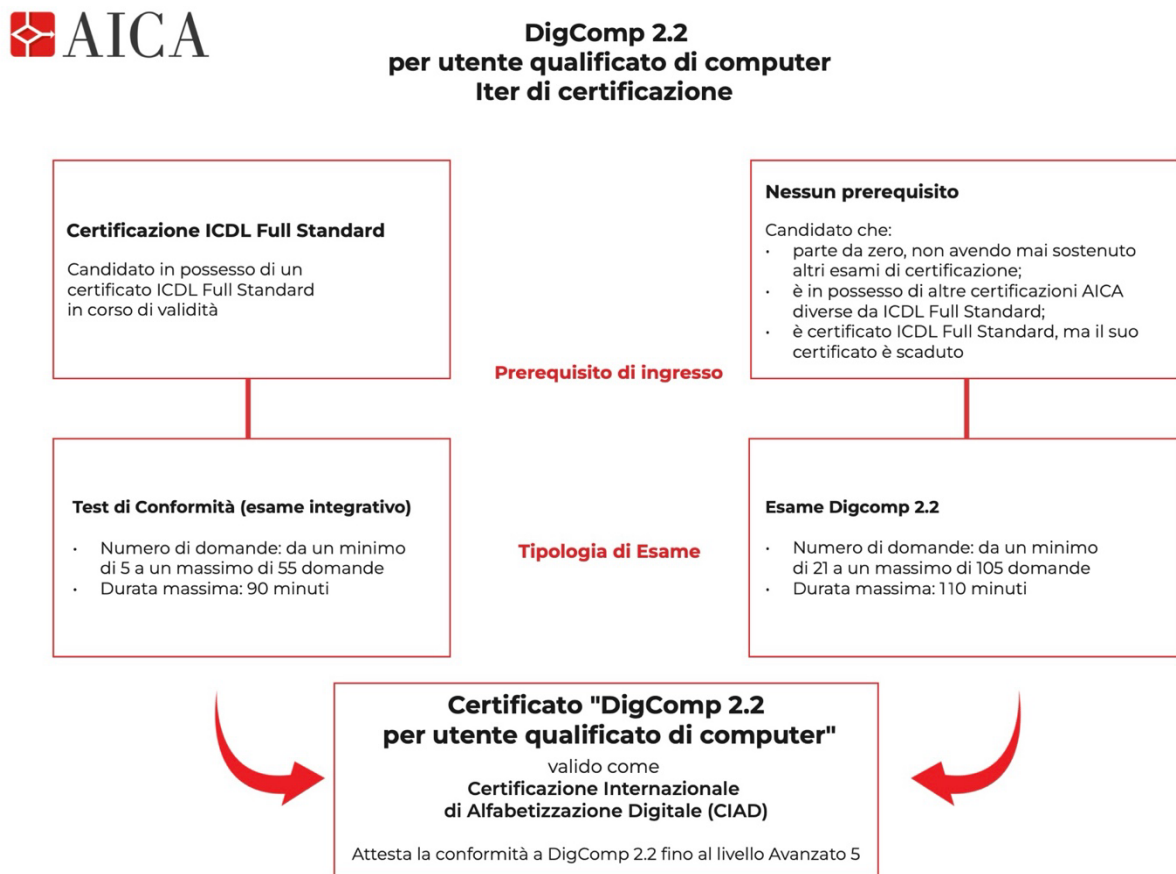 AICA
DigComp 2.2
per utente qualificato di computer
Iter di certificazione
Certificazione ICDL Full Standard
Candidato in possesso di un
certificato ICDL Full Standard
in corso di validità
Nessun prerequisito
Candidato che:
• parte da zero, non avendo mai sostenuto
altri esami di certificazione;
• è in possesso di altre certificazioni AICA
diverse da ICDL Full Standard;
• è certificato ICDL Full Standard, ma il suo
certificato è scaduto
Prerequisito di ingresso
Test di Conformità (esame integrativo)
• Numero di domande: da un minimo
di 5 a un massimo di 55 domande
• Durata massima: 90 minuti
Tipologia di Esame
Esame Digcomp 2.2
• Numero di domande: da un minimo
di 21 a un massimo di 105 domande
• Durata massima: 110 minuti
Certificato "DigComp 2.2
per utente qualificato di computer"
valido come
Certificazione Internazionale
di Alfabetizzazione Digitale (CIAD)
Attesta la conformità a DigComp 2.2 fino al livello Avanzato 5